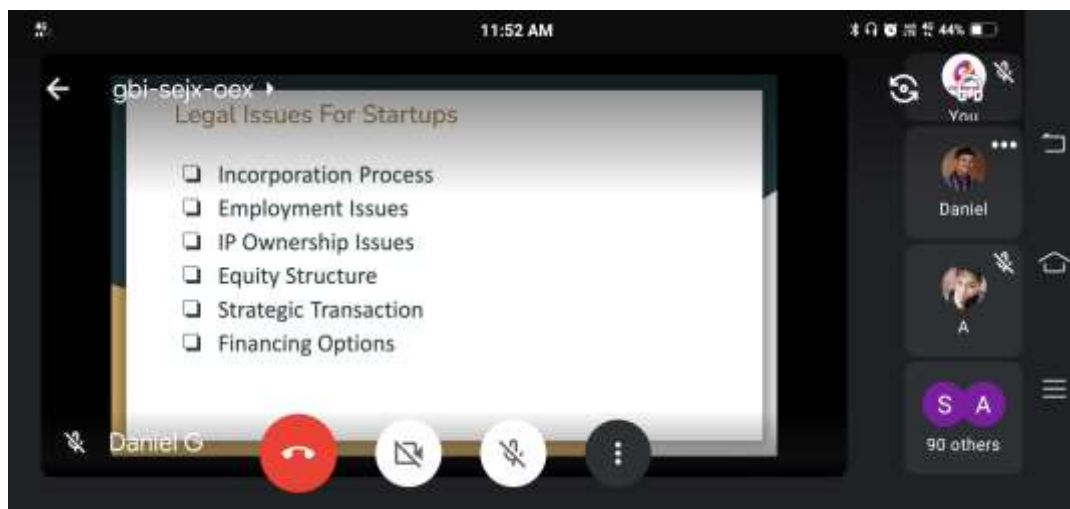 11:52 AM
44%
gbi-sejx-oex
Legal Issues For Startups
Incorporation Process
Employment Issues
IP Ownership Issues
Equity Structure
Strategic Transaction
Financing Options
Daniel G
You
Daniel
A
S A
90 others